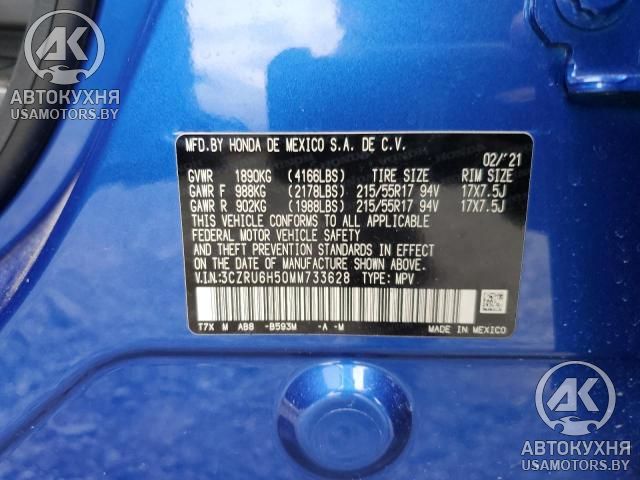 AK
АВТОКУХНЯ
USAMOTORS.BY
MFD.BY HONDA DE MEXICO S.A. DE C.V.
02/'21
GVWR 1890KG (4166LBS) TIRE SIZE RIM SIZE
GAWR F 988KG (2178LBS) 215/55R17 94V 17X7.5J
GAWR R 902KG (1988LBS) 215/55R17 94V 17X7.5J
THIS VEHICLE CONFORMS TO ALL APPLICABLE
FEDERAL MOTOR VEHICLE SAFETY
AND THEFT PREVENTION STANDARDS IN EFFECT
ON THE DATE OF MANUFACTURE SHOWN ABOVE.
V.I.N.:3CZRU6H50MM733628 TYPE: MPV
T7X M AB8 -B593M -A -M MADE IN MEXICO
AK
АВТОКУХНЯ
USAMOTORS.BY